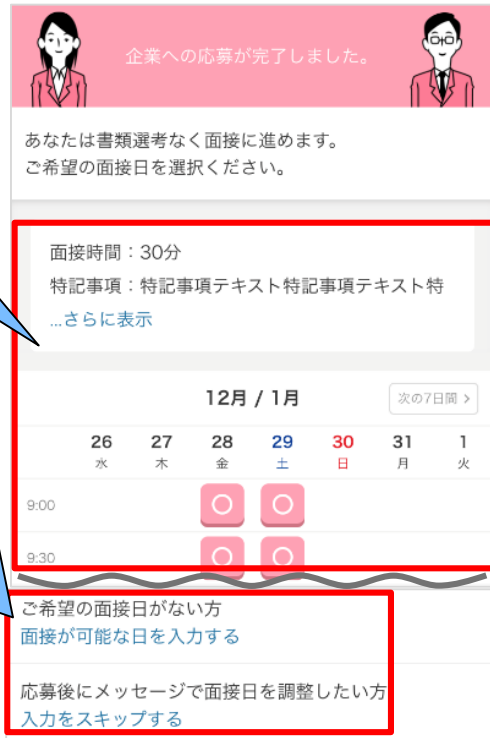 企業への応募が完了しました。
あなたは書類選考なく面接に進めます。
ご希望の面接日を選択ください。
面接時間：30分
特記事項：特記事項テキスト特記事項テキスト特
...さらに表示
12月 / 1月
次の7日間 >
26 27 28 29 30 31 1
水 木 金 土 日 月 火
9:00
9:30
ご希望の面接日がない方
面接が可能な日を入力する
応募後にメッセージで面接日を調整したい方
入力をスキップする